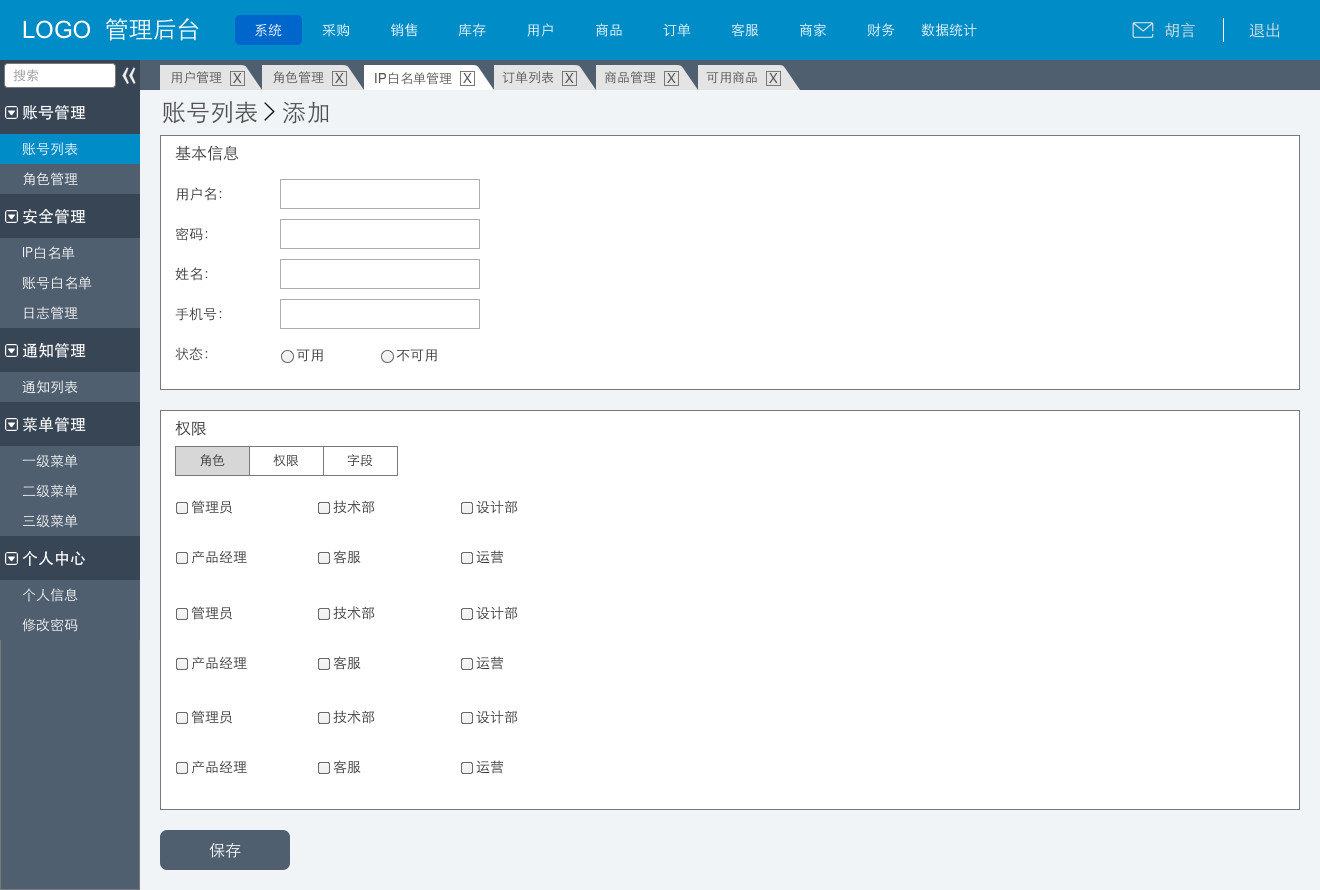 LOGO 管理后台 系统 采购 销售 库存 用户 商品 订单 客服 商家 财务 数据统计 胡言 退出
搜索
用户管理 X 角色管理 X IP白名单管理 X 订单列表 X 商品管理 X 可用商品 X
账号管理
账号列表
角色管理
安全管理
IP白名单
账号白名单
日志管理
通知管理
通知列表
菜单管理
一级菜单
二级菜单
三级菜单
个人中心
个人信息
修改密码
账号列表 > 添加
基本信息
用户名:
密码:
姓名:
手机号:
状态: 可用 不可用
权限
角色 权限 字段
管理员 技术部 设计部
产品经理 客服 运营
管理员 技术部 设计部
产品经理 客服 运营
管理员 技术部 设计部
产品经理 客服 运营
保存